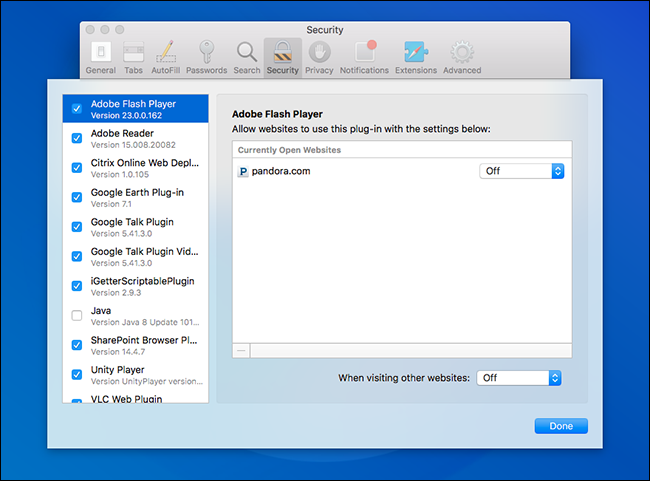 Security
General Tabs AutoFill Passwords Search Security Privacy Notifications Extensions Advanced
Adobe Flash Player
Version 23.0.0.162
Adobe Reader
Version 15.008.20082
Citrix Online Web Depl...
Version 1.0.105
Google Earth Plug-in
Version 7.1
Google Talk Plugin
Version 5.41.3.0
Google Talk Plugin Vid...
Version 5.41.3.0
iGetterScriptablePlugin
Version 2.9.3
Java
Version Java 8 Update 101...
SharePoint Browser Pl...
Version 14.4.7
Unity Player
Version UnityPlayer version...
VLC Web Plugin
Adobe Flash Player
Allow websites to use this plug-in with the settings below:
Currently Open Websites
P pandora.com Off
When visiting other websites: Off
Done